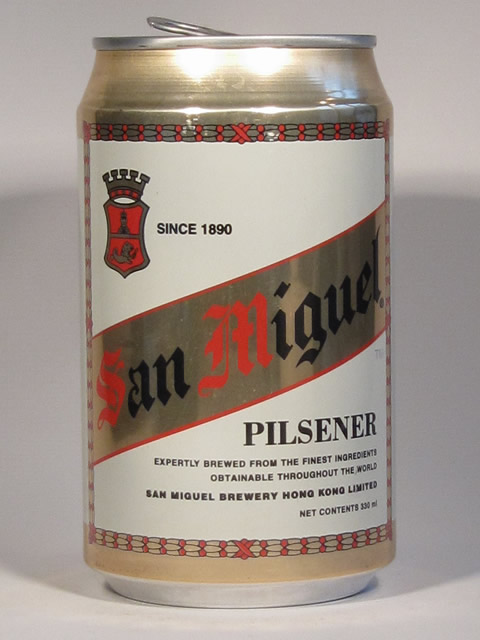 SINCE 1890
San Miguel
PILSENER
EXPERTLY BREWED FROM THE FINEST INGREDIENTS
OBTAINABLE THROUGHOUT THE WORLD
SAN MIGUEL BREWERY HONG KONG LIMITED
NET CONTENTS 330 ml